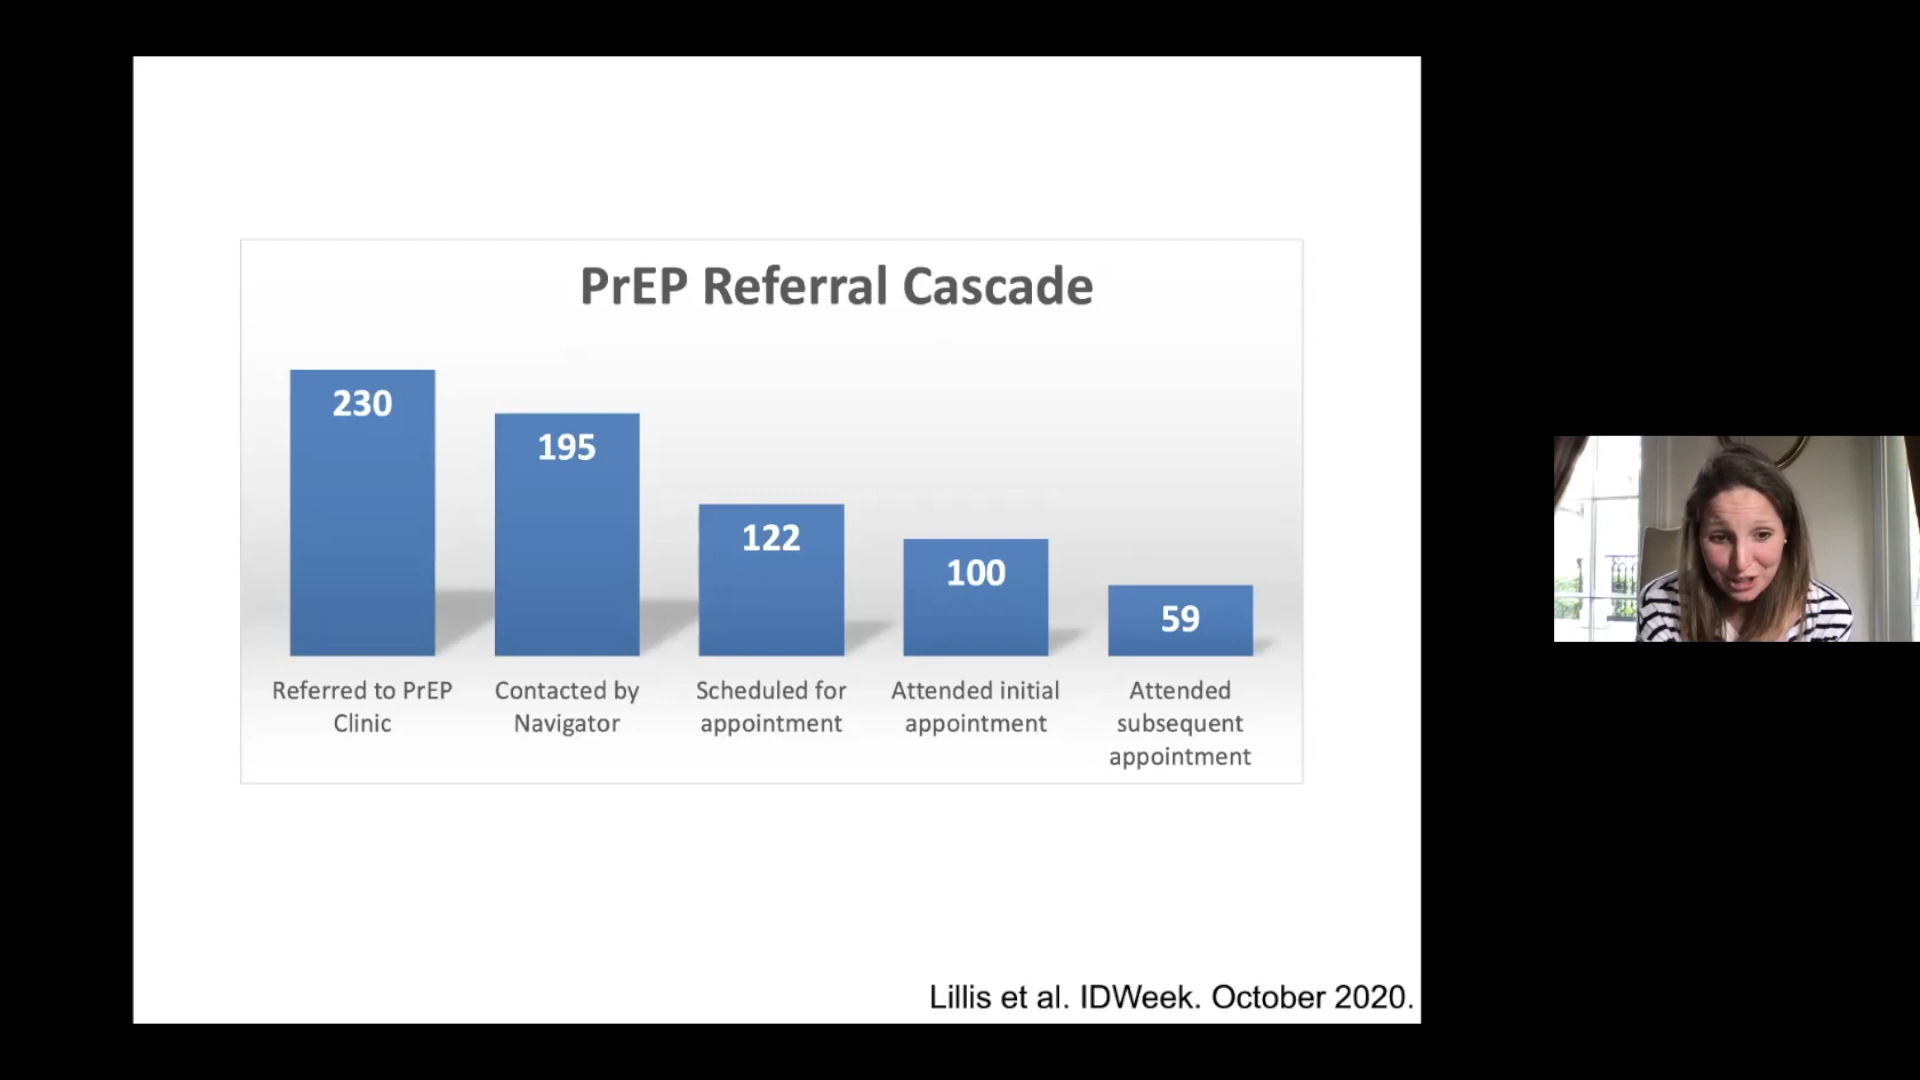 PrEP Referral Cascade
230
195
122
100
59
Referred to PrEP
Clinic
Contacted by
Navigator
Scheduled for
appointment
Attended initial
appointment
Attended
subsequent
appointment
Lillis et al. IDWeek. October 2020.